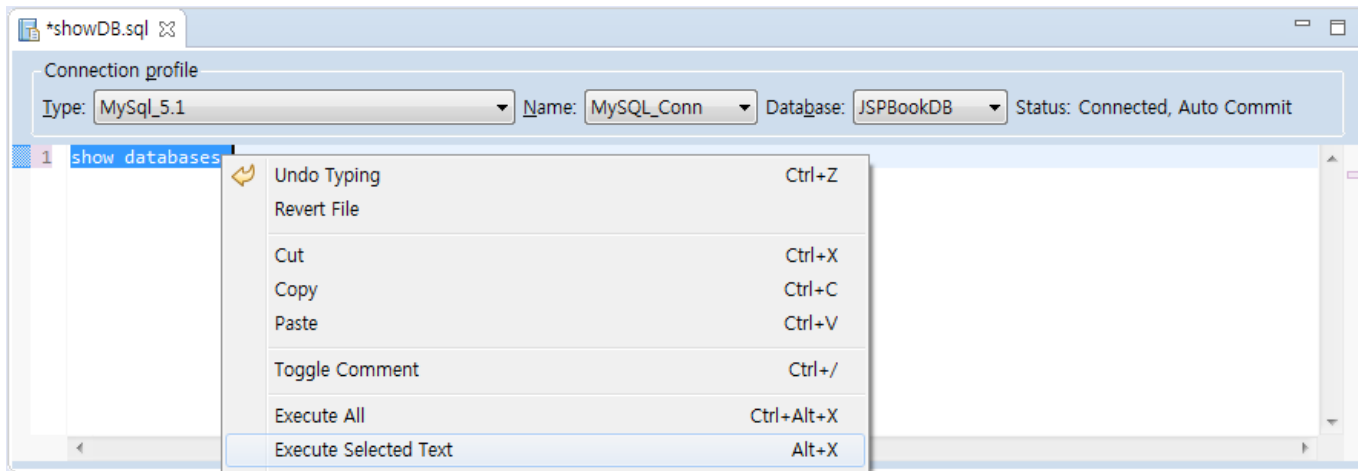 *showDB.sql
Connection profile
Type: MySql_5.1 Name: MySQL_Conn Database: JSPBookDB Status: Connected, Auto Commit
1 show databases
Undo Typing Ctrl+Z
Revert File
Cut Ctrl+X
Copy Ctrl+C
Paste Ctrl+V
Toggle Comment Ctrl+/
Execute All Ctrl+Alt+X
Execute Selected Text Alt+X